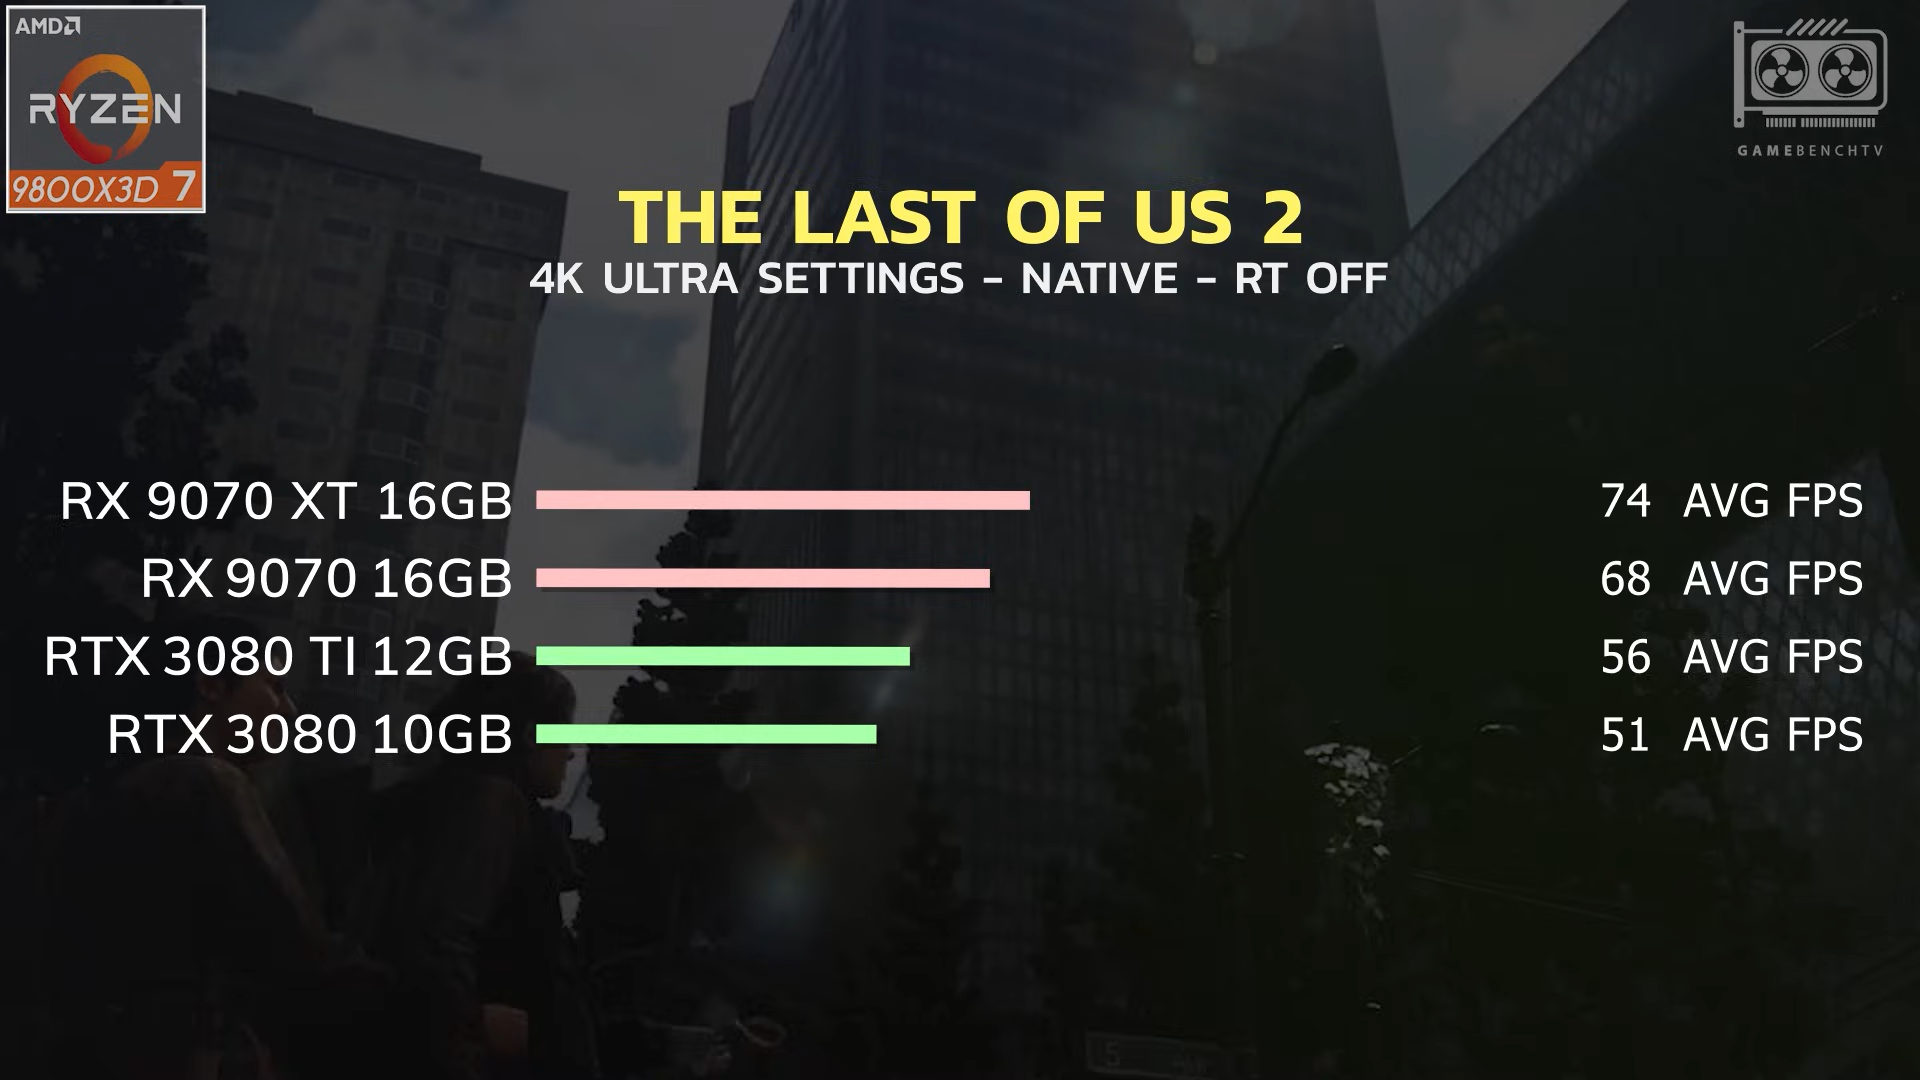 AMD
RYZEN
9800X3D 7
GAMEBENCHTV
THE LAST OF US 2
4K ULTRA SETTINGS - NATIVE - RT OFF
RX 9070 XT 16GB 74 AVG FPS
RX 9070 16GB 68 AVG FPS
RTX 3080 TI 12GB 56 AVG FPS
RTX 3080 10GB 51 AVG FPS